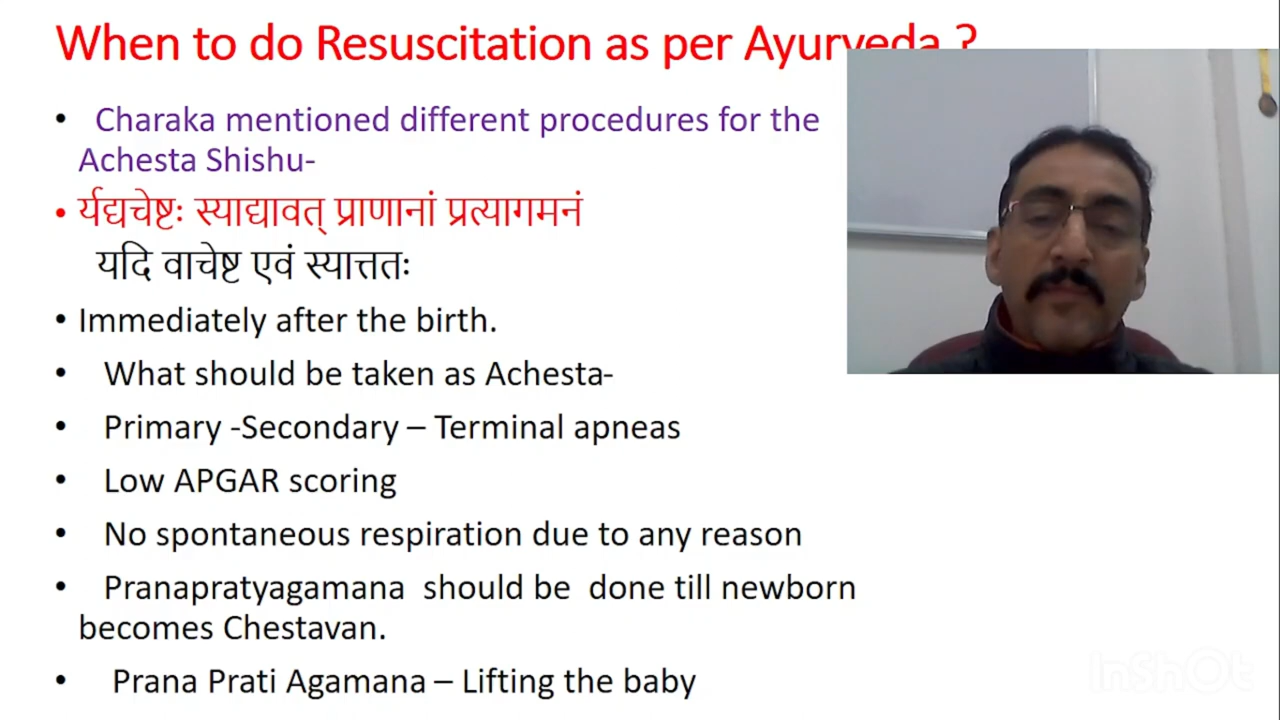 When to do Resuscitation as per Ayurveda ?
• Charaka mentioned different procedures for the
Achesta Shishu-
• र्यद्यचेष्टः स्याद्यावत् प्राणानां प्रत्यागमनं
यदि वाचेष्ट एवं स्यात्ततः
• Immediately after the birth.
• What should be taken as Achesta-
• Primary -Secondary – Terminal apneas
• Low APGAR scoring
• No spontaneous respiration due to any reason
• Pranapratyagamana should be done till newborn
becomes Chestavan.
• Prana Prati Agamana – Lifting the baby
InShOt